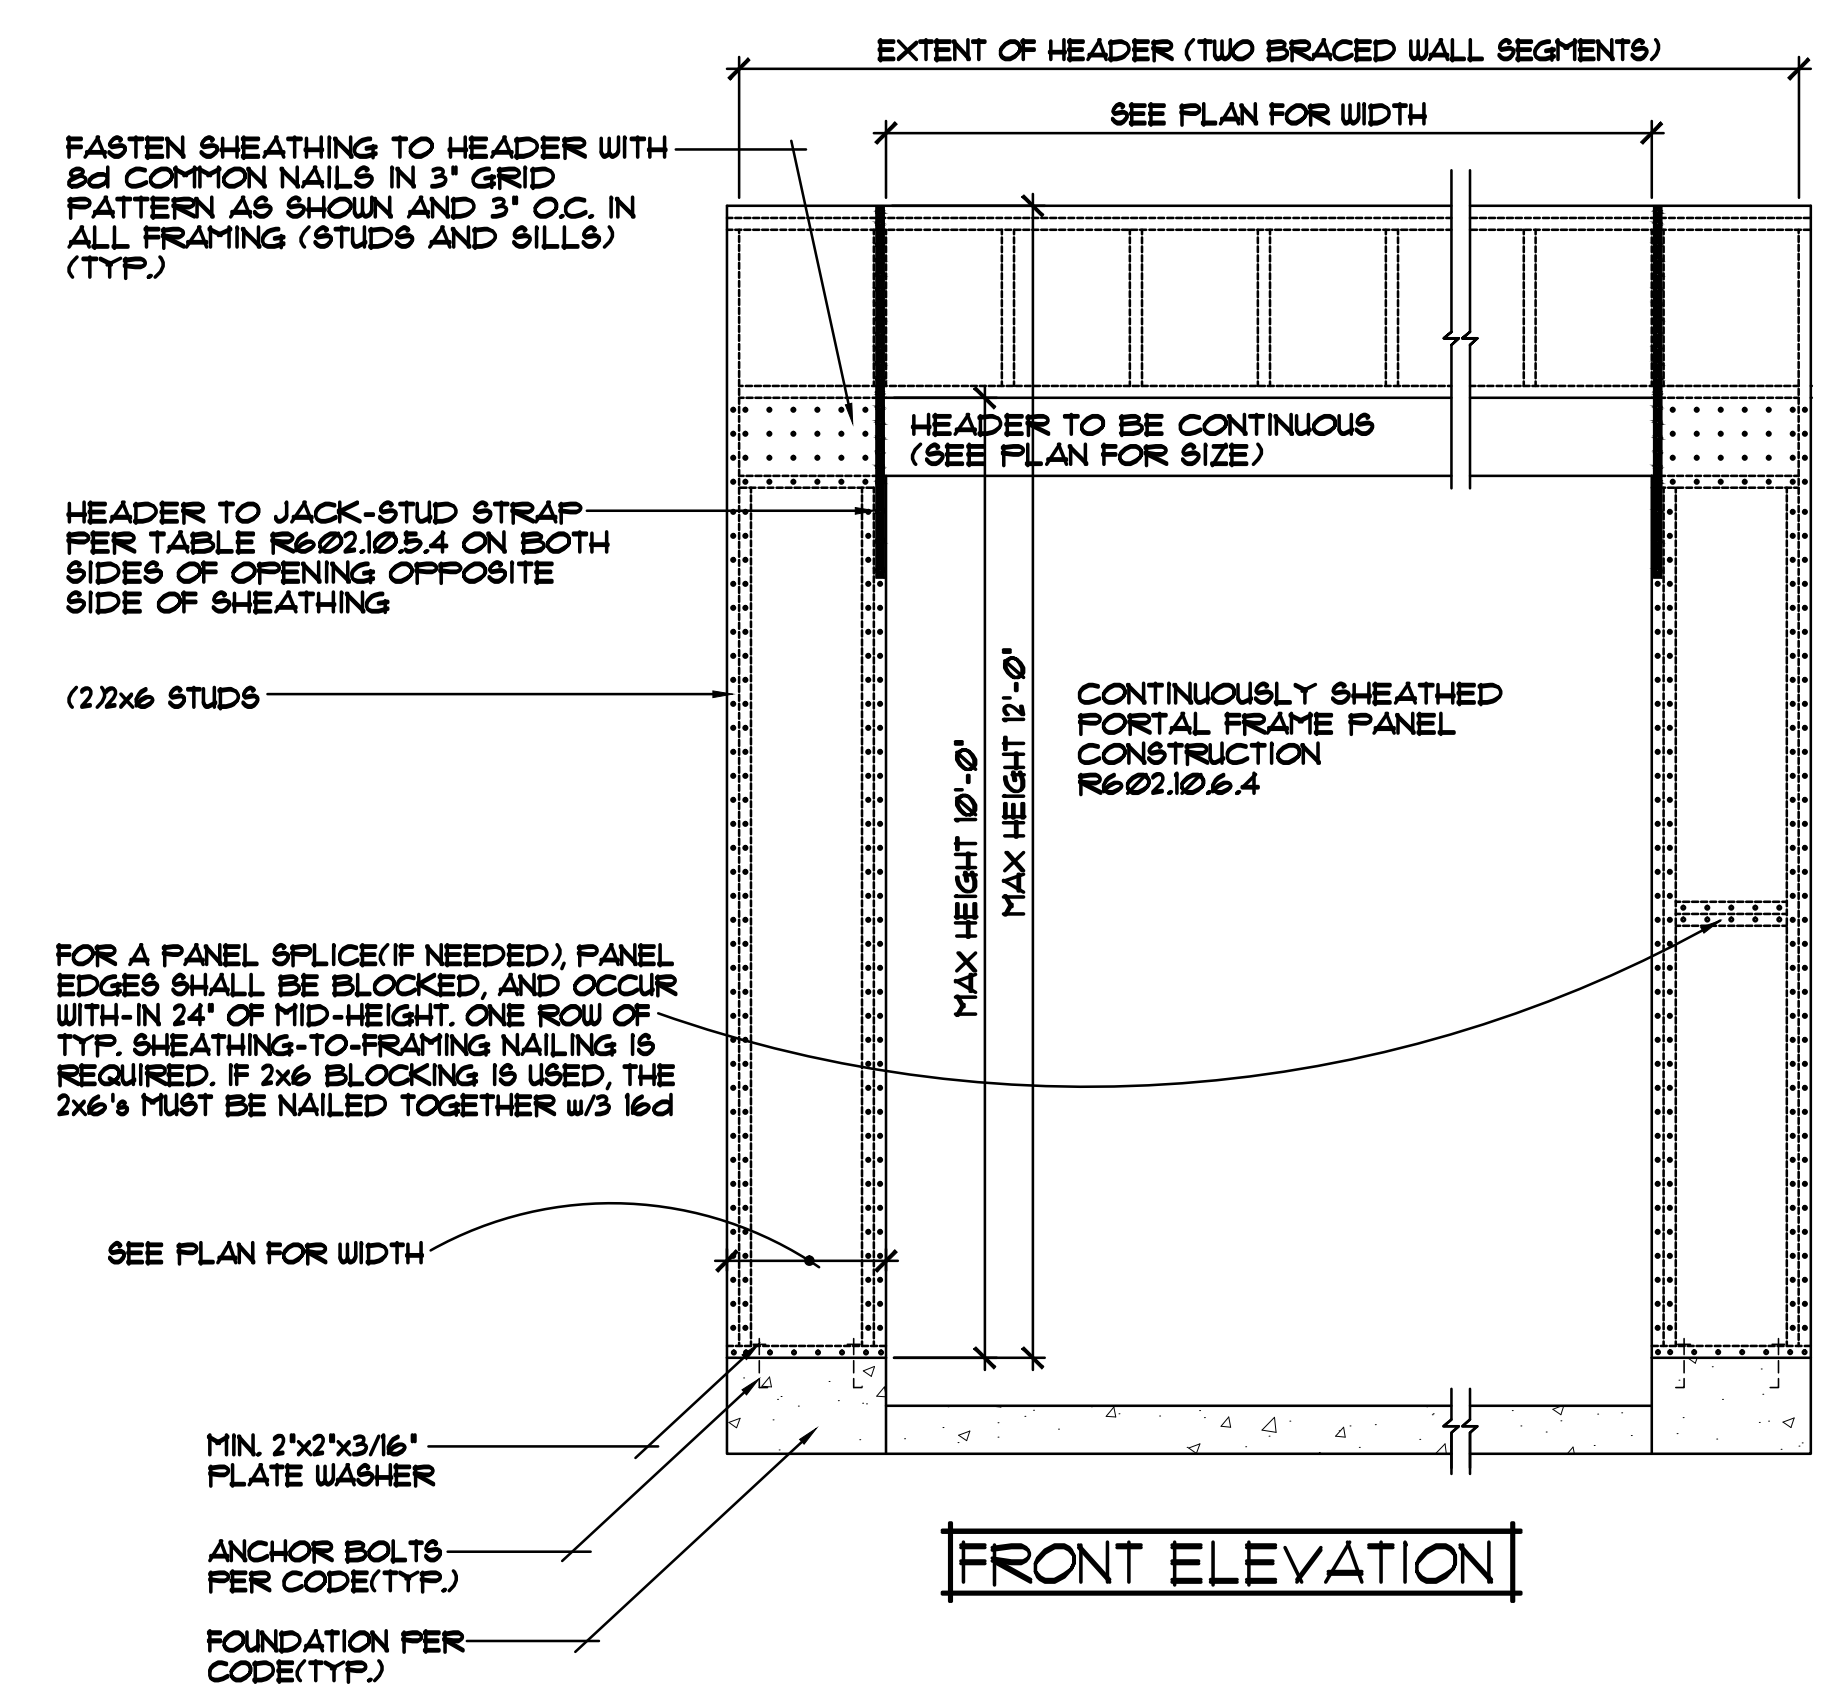 EXTENT OF HEADER (TWO BRACED WALL SEGMENTS)
SEE PLAN FOR WIDTH
FASTEN SHEATHING TO HEADER WITH
8d COMMON NAILS IN 3" GRID
PATTERN AS SHOWN AND 3" O.C. IN
ALL FRAMING (STUDS AND SILLS)
(TYP.)
HEADER TO BE CONTINUOUS
(SEE PLAN FOR SIZE)
HEADER TO JACK-STUD STRAP
PER TABLE R602.10.5.4 ON BOTH
SIDES OF OPENING OPPOSITE
SIDE OF SHEATHING
(2)2x6 STUDS
MAX HEIGHT 10'-0"
MAX HEIGHT 12'-0"
CONTINUOUSLY SHEATHED
PORTAL FRAME PANEL
CONSTRUCTION
R602.10.6.4
FOR A PANEL SPLICE(IF NEEDED), PANEL
EDGES SHALL BE BLOCKED, AND OCCUR
WITH-IN 24" OF MID-HEIGHT. ONE ROW OF
TYP. SHEATHING-TO-FRAMING NAILING IS
REQUIRED. IF 2x6 BLOCKING IS USED, THE
2x6's MUST BE NAILED TOGETHER w/3 16d
SEE PLAN FOR WIDTH
MIN. 2"x2"x3/16"
PLATE WASHER
ANCHOR BOLTS
PER CODE(TYP.)
FOUNDATION PER
CODE(TYP.)
FRONT ELEVATION